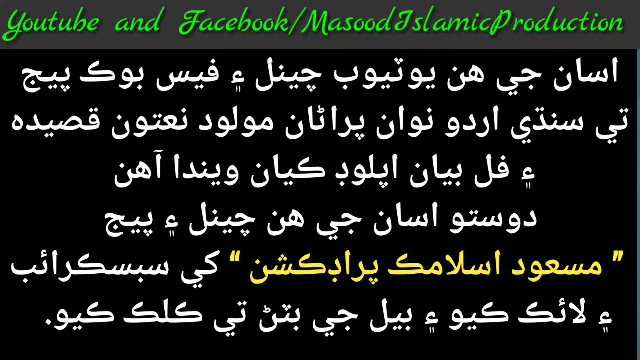 Youtube and Facebook/MasoodIslamicProduction
اسان جي هن يوٽيوب چينل ۽ فيس بوڪ پيج
تي سنڌي اردو نوان پراڻان مولود نعتون قصيده
۽ فل بيان اپلوڊ ڪيان ويندا آهن
دوستو اسان جي هن چينل ۽ پيج
” مسعود اسلامڪ پراڊڪشن “ کي سبسڪرائب
۽ لائڪ ڪيو ۽ بيل جي بٽڻ تي ڪلڪ ڪيو.